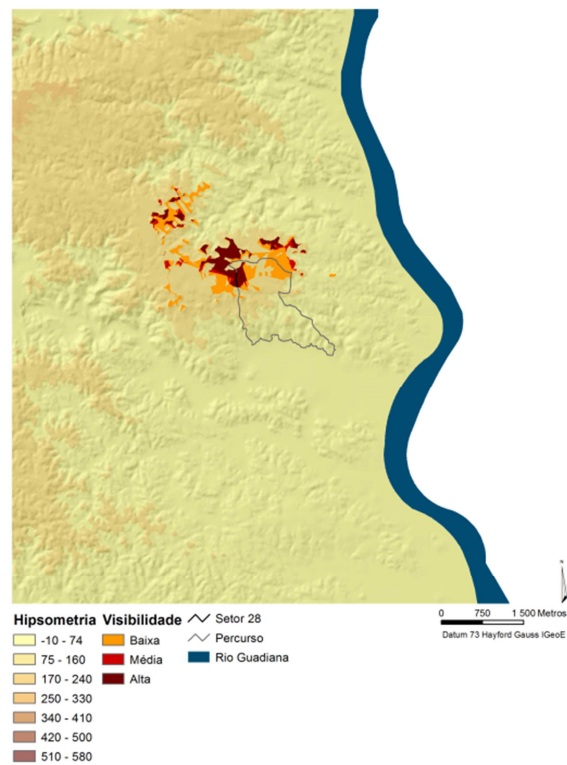 N
0 750 1 500 Metros
Datum 73 Hayford Gauss IGeoE
Hipsometria
-10 - 74
75 - 160
170 - 240
250 - 330
340 - 410
420 - 500
510 - 580
Visibilidade
Baixa
Média
Alta
Setor 28
Percurso
Rio Guadiana